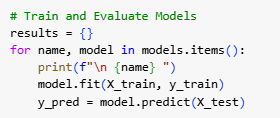 # Train and Evaluate Models
results = {}
for name, model in models.items():
    print(f"\n {name} ")
    model.fit(X_train, y_train)
    y_pred = model.predict(X_test)